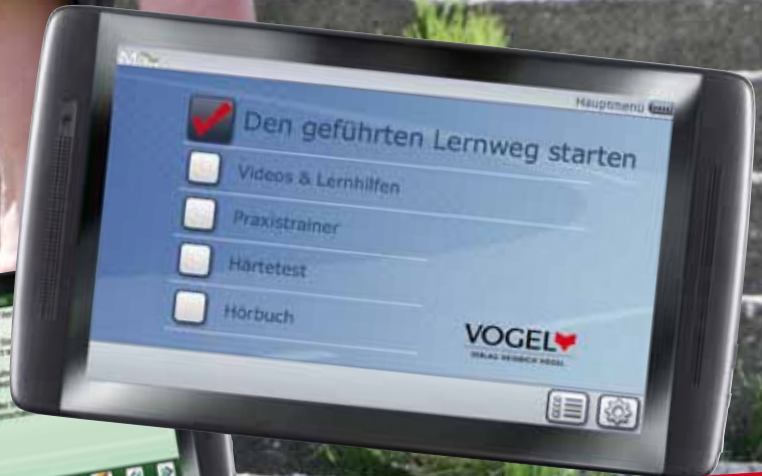 Hauptmenü
Den geführten Lernweg starten
Videos & Lernhilfen
Praxistrainer
Härtetest
Hörbuch
VOGEL
VERLAG HEINRICH VOGEL